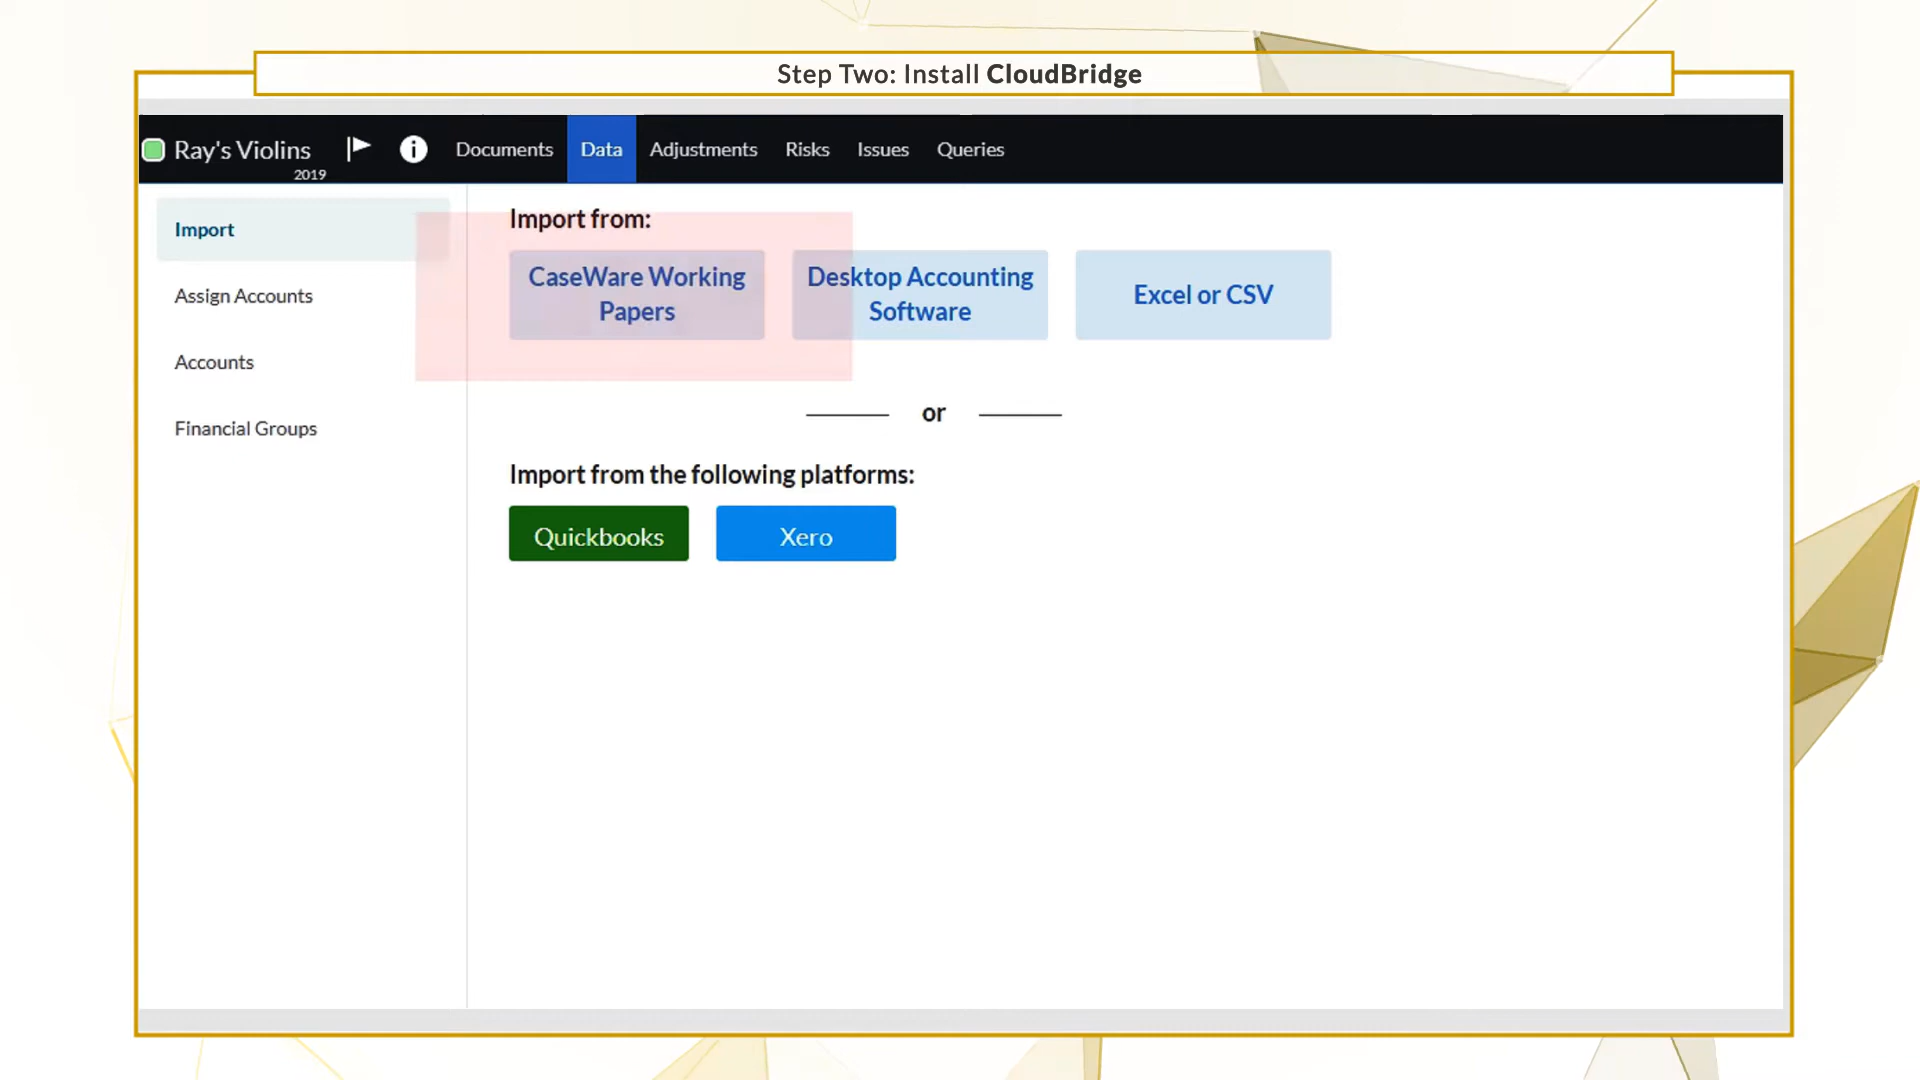 Step Two: Install CloudBridge
Ray's Violins
2019
Documents
Data
Adjustments
Risks
Issues
Queries
Import
Assign Accounts
Accounts
Financial Groups
Import from:
CaseWare Working
Papers
Desktop Accounting
Software
Excel or CSV
or
Import from the following platforms:
Quickbooks
Xero